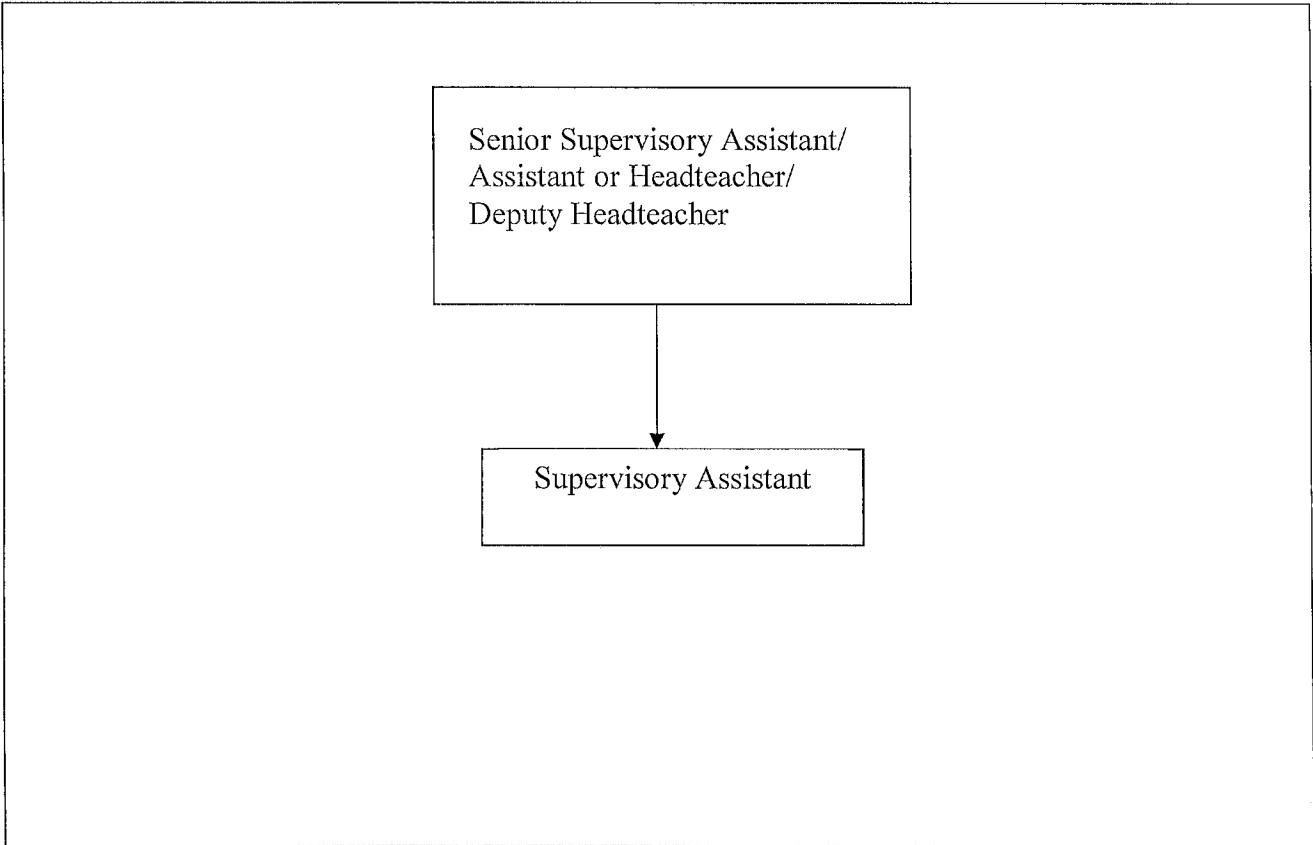 Senior Supervisory Assistant/
Assistant or Headteacher/
Deputy Headteacher
Supervisory Assistant